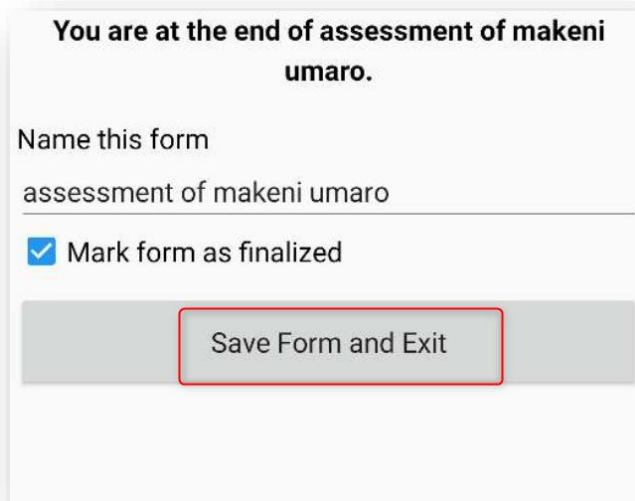 You are at the end of assessment of makeni
umaro.
Name this form
assessment of makeni umaro
Mark form as finalized
Save Form and Exit